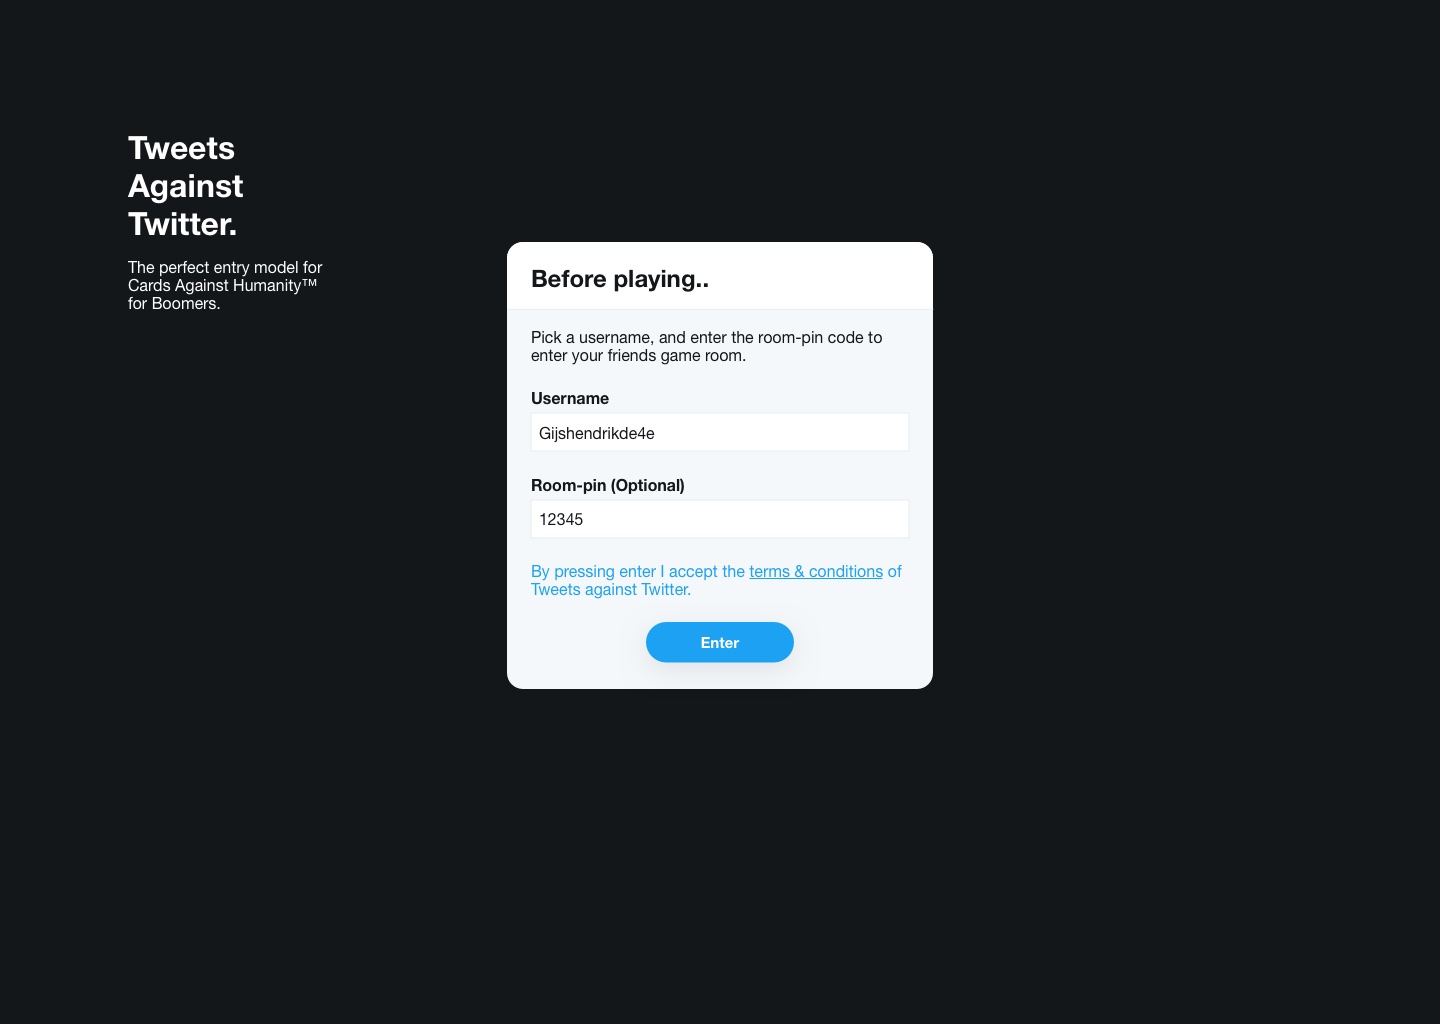 Tweets
Against
Twitter.
The perfect entry model for
Cards Against Humanity™
for Boomers.
Before playing..
Pick a username, and enter the room-pin code to
enter your friends game room.
Username
Gijshendrikde4e
Room-pin (Optional)
12345
By pressing enter I accept the terms & conditions of
Tweets against Twitter.
Enter